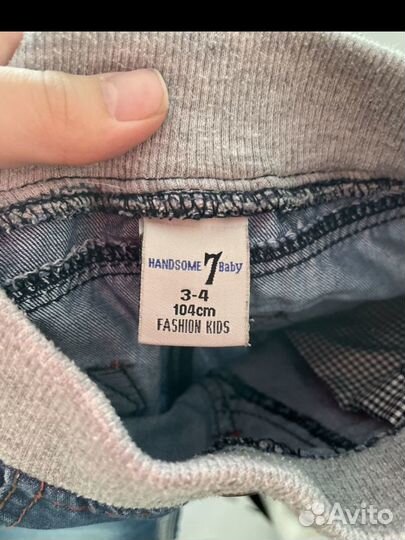 HANDSOME 7 Baby
3-4
104cm
FASHION KIDS
Avito